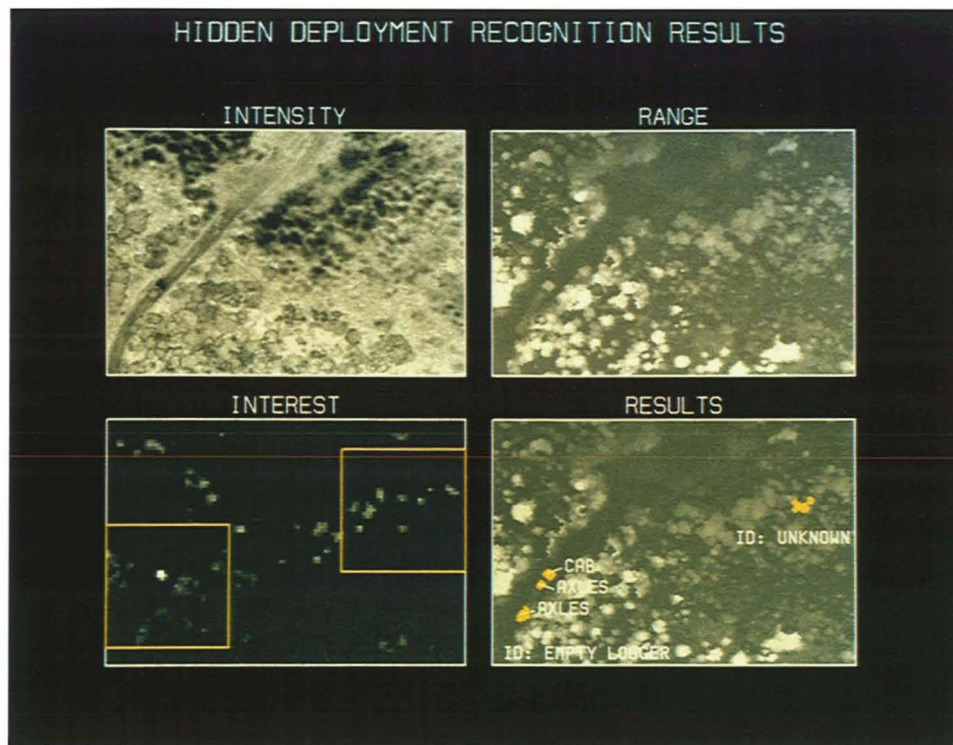 HIDDEN DEPLOYMENT RECOGNITION RESULTS
INTENSITY
RANGE
INTEREST
RESULTS
ID: UNKNOWN
CAB
AXLES
AXLES
ID: EMPTY LOGGER